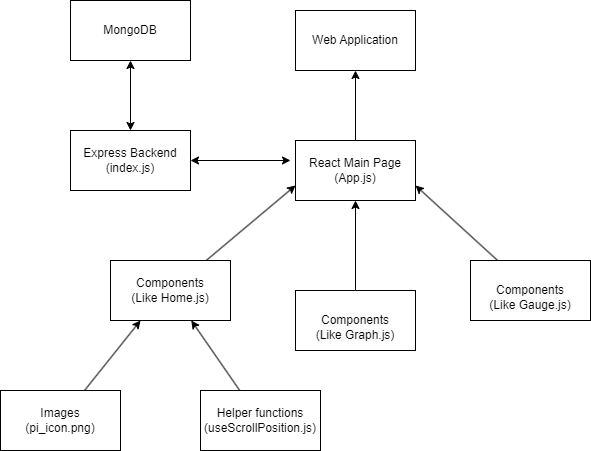 MongoDB
Web Application
Express Backend
(index.js)
React Main Page
(App.js)
Components
(Like Home.js)
Components
(Like Graph.js)
Components
(Like Gauge.js)
Images
(pi_icon.png)
Helper functions
(useScrollPosition.js)